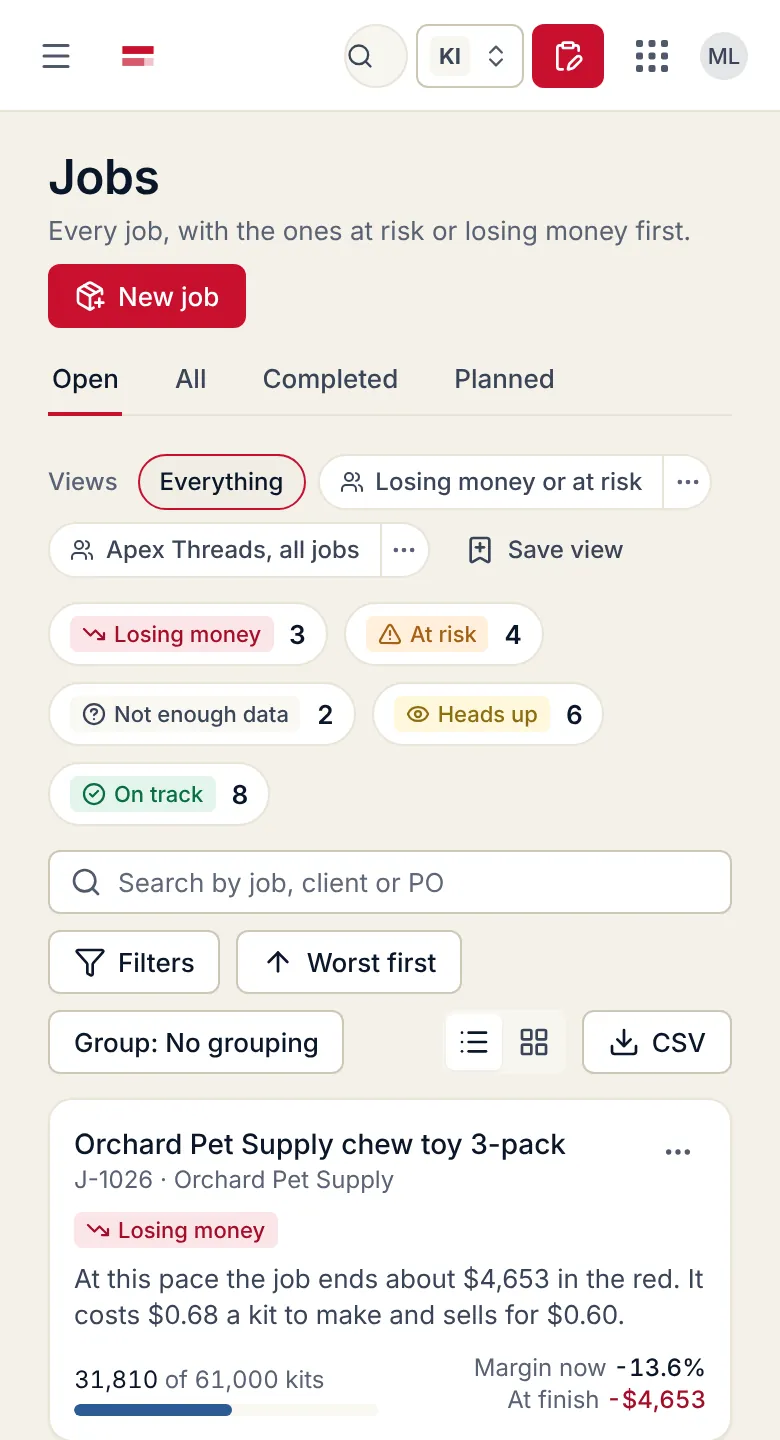 KI
ML
Jobs
Every job, with the ones at risk or losing money first.
New job
Open All Completed Planned
Views Everything Losing money or at risk ...
Apex Threads, all jobs ... Save view
Losing money 3 At risk 4
Not enough data 2 Heads up 6
On track 8
Search by job, client or PO
Filters Worst first
Group: No grouping CSV
Orchard Pet Supply chew toy 3-pack ...
J-1026 · Orchard Pet Supply
Losing money
At this pace the job ends about $4,653 in the red. It
costs $0.68 a kit to make and sells for $0.60.
31,810 of 61,000 kits
Margin now -13.6%
At finish -$4,653